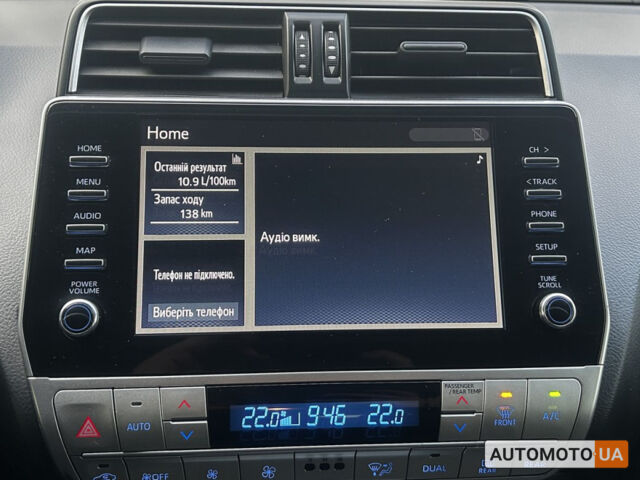 Home
HOME
MENU
AUDIO
MAP
POWER
VOLUME
Останній результат
10.9 L/100km
Запас ходу
138 km
Телефон не підключено.
Виберіть телефон
Аудіо вимк.
CH >
< TRACK
PHONE
SETUP
TUNE
SCROLL
PASSENGER
/ REAR TEMP
AUTO
22.0 9:46 22.0
FRONT
A/C
OFF
DUAL
REAR
REAR
AUTOMOTO.UA